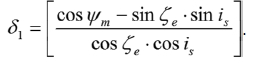 δ₁ = [ (cos ψₘ − sin ζₑ · sin iₛ) / (cos ζₑ · cos iₛ) ].